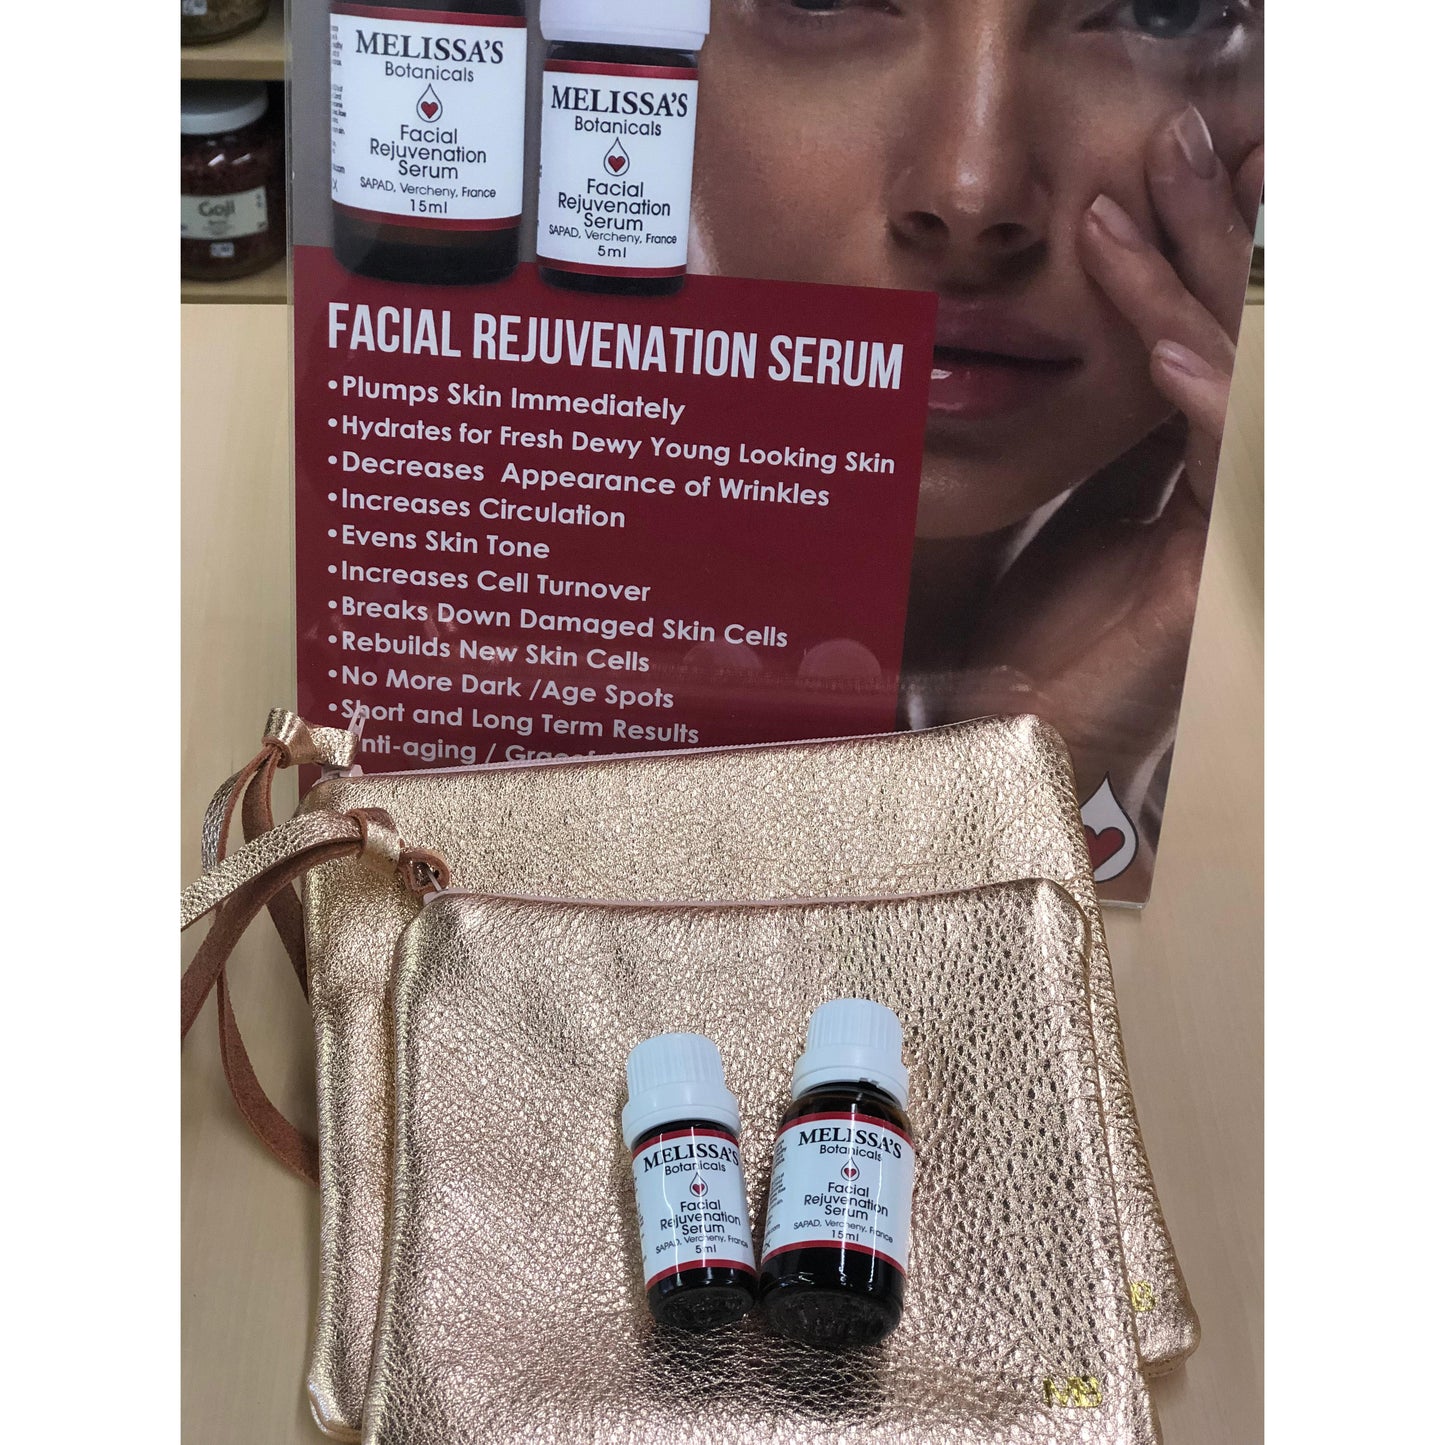 MELISSA'S
Botanicals
Facial
Rejuvenation
Serum
SAPAD, Vercheny, France
15ml
MELISSA'S
Botanicals
Facial
Rejuvenation
Serum
SAPAD, Vercheny, France
5ml
Goji
FACIAL REJUVENATION SERUM
•Plumps Skin Immediately
•Hydrates for Fresh Dewy Young Looking Skin
•Decreases Appearance of Wrinkles
•Increases Circulation
•Evens Skin Tone
•Increases Cell Turnover
•Breaks Down Damaged Skin Cells
•Rebuilds New Skin Cells
•No More Dark /Age Spots
•Short and Long Term Results
nti-aging /
MELISSA'S
Botanicals
Facial
Rejuvenation
Serum
SAPAD, Vercheny, France
5ml
MELISSA'S
Botanicals
Facial
Rejuvenation
Serum
SAPAD, Vercheny, France
15ml
B
MB